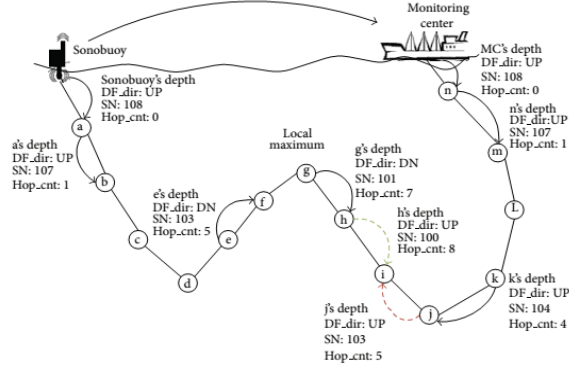 Monitoring
center
Sonobuoy
Sonobuoy's depth
DF_dir: UP
SN: 108
Hop_cnt: 0
MC's depth
DF_dir: UP
SN: 108
Hop_cnt: 0
n
n's depth
DF_dir:UP
SN: 107
Hop_cnt: 1
a
a's depth
DF_dir: UP
SN: 107
Hop_cnt: 1
b
Local
maximum
m
g's depth
DF_dir: DN
SN: 101
Hop_cnt: 7
g
e's depth
DF_dir: DN
SN: 103
Hop_cnt: 5
f
h
L
h's depth
DF_dir: UP
SN: 100
Hop_cnt: 8
c
e
d
i
k
k's depth
DF_dir: UP
SN: 104
Hop_cnt: 4
j
j's depth
DF_dir: UP
SN: 103
Hop_cnt: 5